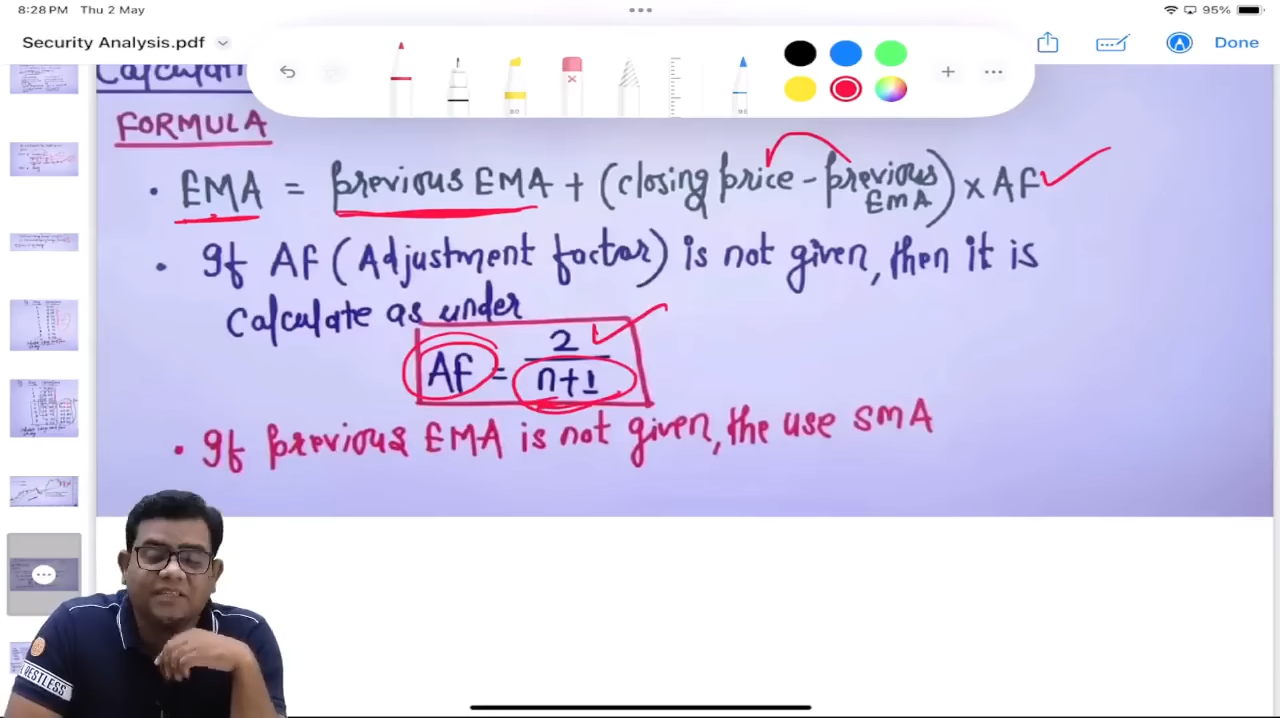 8:28 PM Thu 2 May
95%
Security Analysis.pdf
Done
FORMULA
• EMA = previous EMA + (closing price - previous EMA) × AF
• If AF (Adjustment factor) is not given, then it is
Calculate as under
AF = 2
n+1
• If previous EMA is not given, the use SMA
RESTLESS